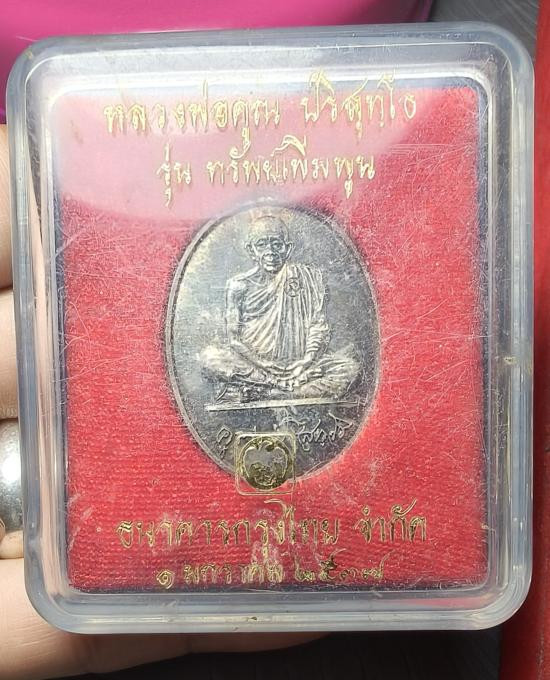 หลวงพ่อคูณ ปริสุทฺโธ
รุ่น ทรัพย์เพิ่มพูน
ธนาคารกรุงไทย จำกัด
๑ มกราคม ๒๕๓๗